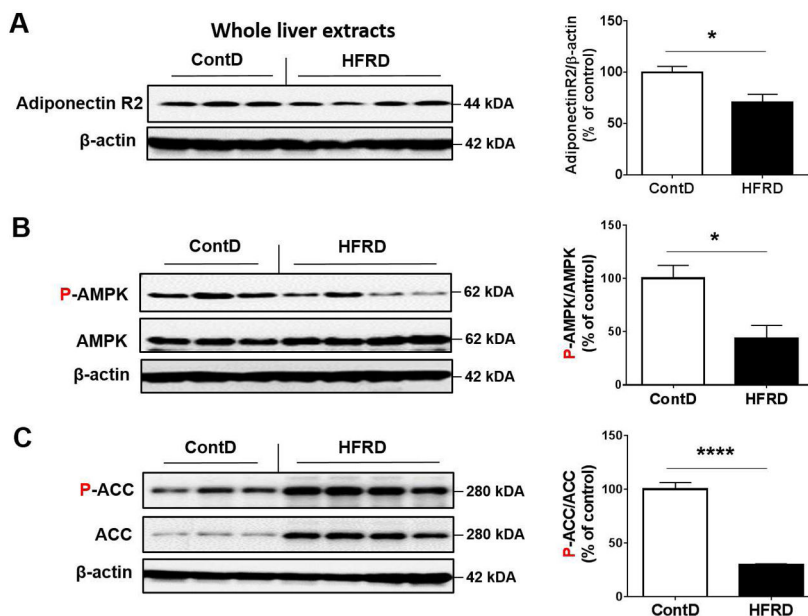 A
Whole liver extracts
ContD HFRD
Adiponectin R2
44 kDA
β-actin
42 kDA
AdiponectinR2/β-actin
(% of control)
150
100
50
0
*
ContD HFRD
B
ContD HFRD
P-AMPK
62 kDA
AMPK
62 kDA
β-actin
42 kDA
P-AMPK/AMPK
(% of control)
150
100
50
0
*
ContD HFRD
C
ContD HFRD
P-ACC
280 kDA
ACC
280 kDA
β-actin
42 kDA
P-ACC/ACC
(% of control)
150
100
50
0
****
ContD HFRD